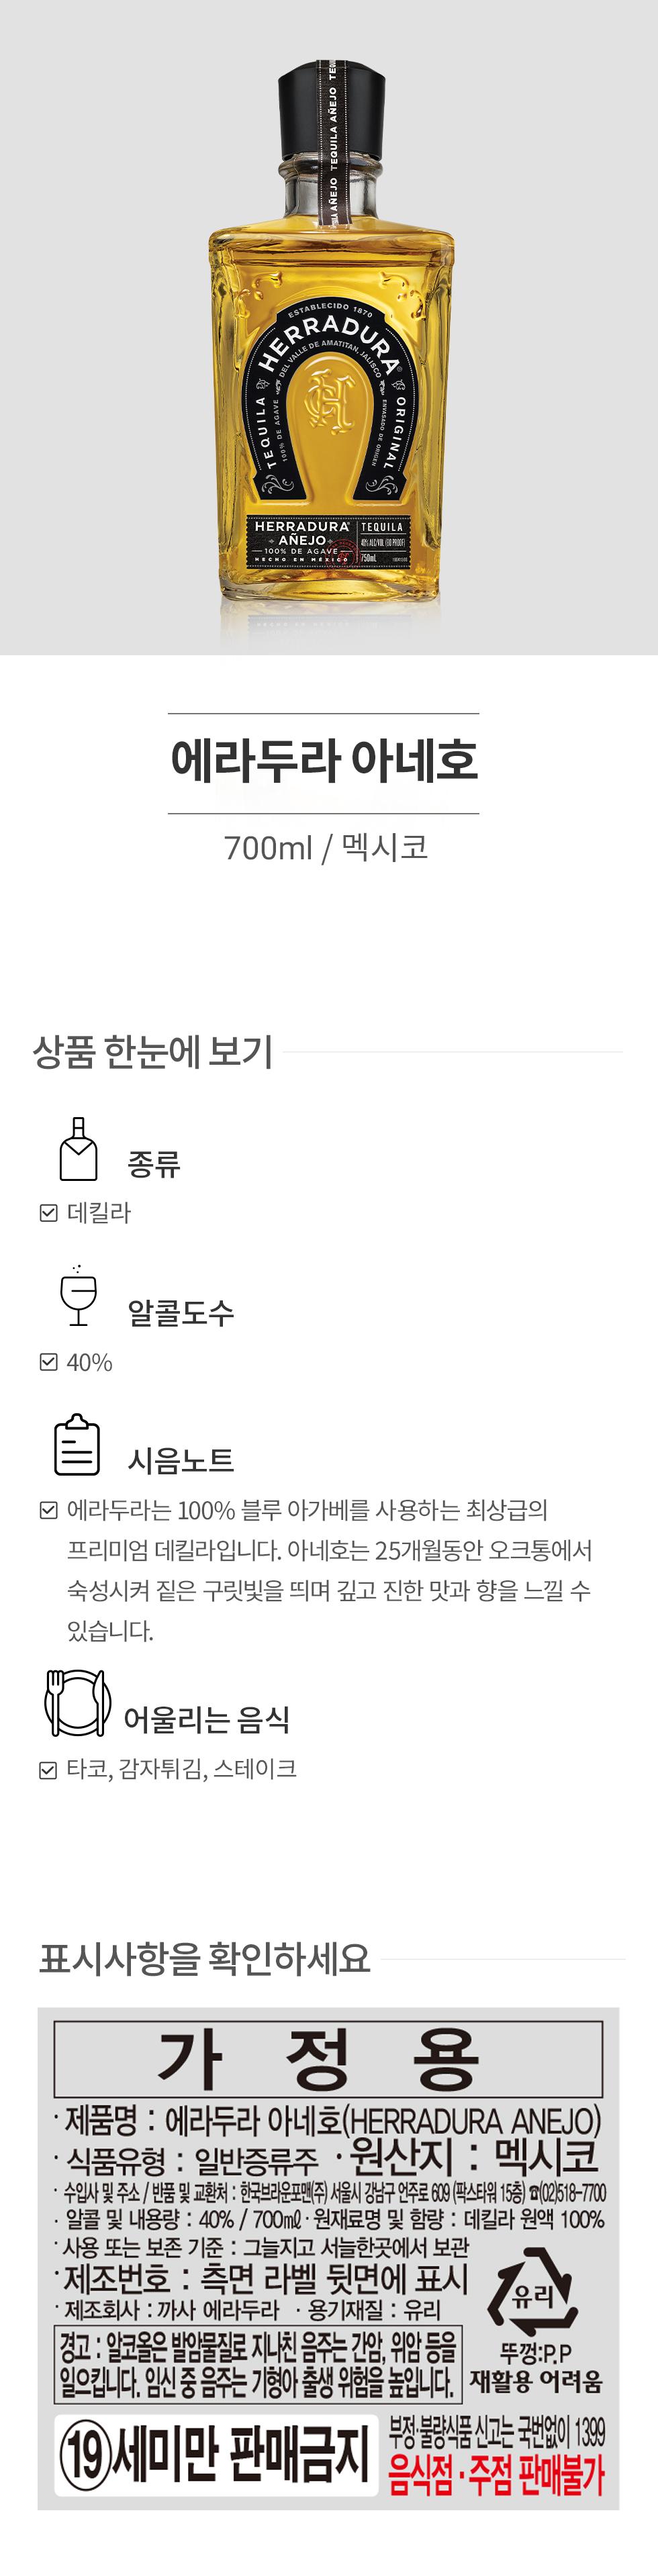 TEQUILA AÑEJO
ESTABLECIDO 1870
HERRADURA
DEL VALLE DE AMATITAN, JALISCO
TEQUILA
100% DE AGAVE
ENVASADO DE ORIGEN
ORIGINAL
HERRADURA
AÑEJO
100% DE AGAVE
HECHO EN MÉXICO
TEQUILA
40% ALC/VOL (80 PROOF)
750ml
에라두라 아네호
700ml / 멕시코
상품 한눈에 보기
종류
데킬라
알콜도수
40%
시음노트
에라두라는 100% 블루 아가베를 사용하는 최상급의
프리미엄 데킬라입니다. 아네호는 25개월동안 오크통에서
숙성시켜 짙은 구릿빛을 띄며 깊고 진한 맛과 향을 느낄 수
있습니다.
어울리는 음식
타코, 감자튀김, 스테이크
표시사항을 확인하세요
가 정 용
· 제품명 : 에라두라 아네호(HERRADURA ANEJO)
· 식품유형 : 일반증류주 · 원산지 : 멕시코
· 수입사 및 주소 / 반품 및 교환처 : 한국브라운포맨(주) 서울시 강남구 언주로 609 (팍스타워 15층) ☎(02)518-7700
· 알콜 및 내용량 : 40% / 700㎖ · 원재료명 및 함량 : 데킬라 원액 100%
· 사용 또는 보존 기준 : 그늘지고 서늘한곳에서 보관
· 제조번호 : 측면 라벨 뒷면에 표시
· 제조회사 : 까사 에라두라 · 용기재질 : 유리
유리
뚜껑:P.P
재활용 어려움
경고 : 알코올은 발암물질로 지나친 음주는 간암, 위암 등을
일으킵니다. 임신 중 음주는 기형아 출생 위험을 높입니다.
19세미만 판매금지
부정·불량식품 신고는 국번없이 1399
음식점·주점 판매불가